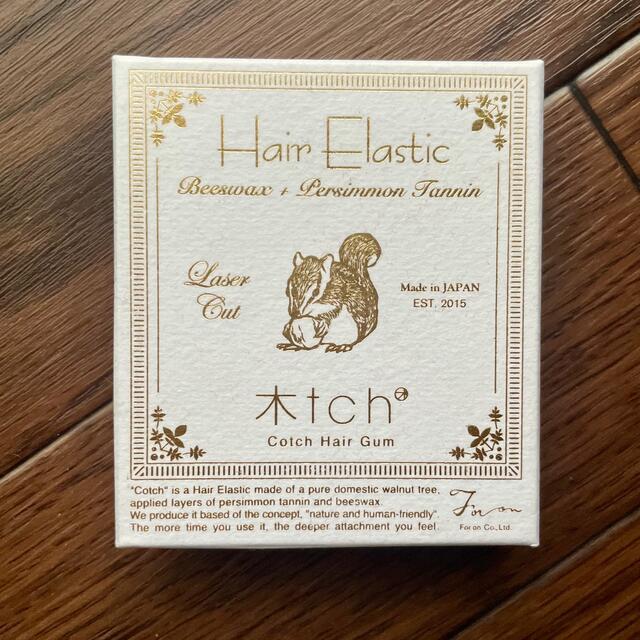 Hair Elastic
Beeswax + Persimmon Tannin
Laser
Cut
Made in JAPAN
EST. 2015
木tch
Cotch Hair Gum
"Cotch" is a Hair Elastic made of a pure domestic walnut tree,
applied layers of persimmon tannin and beeswax.
We produce it based of the concept, "nature and human-friendly".
The more time you use it, the deeper attachment you feel.
For on
For on Co., Ltd.